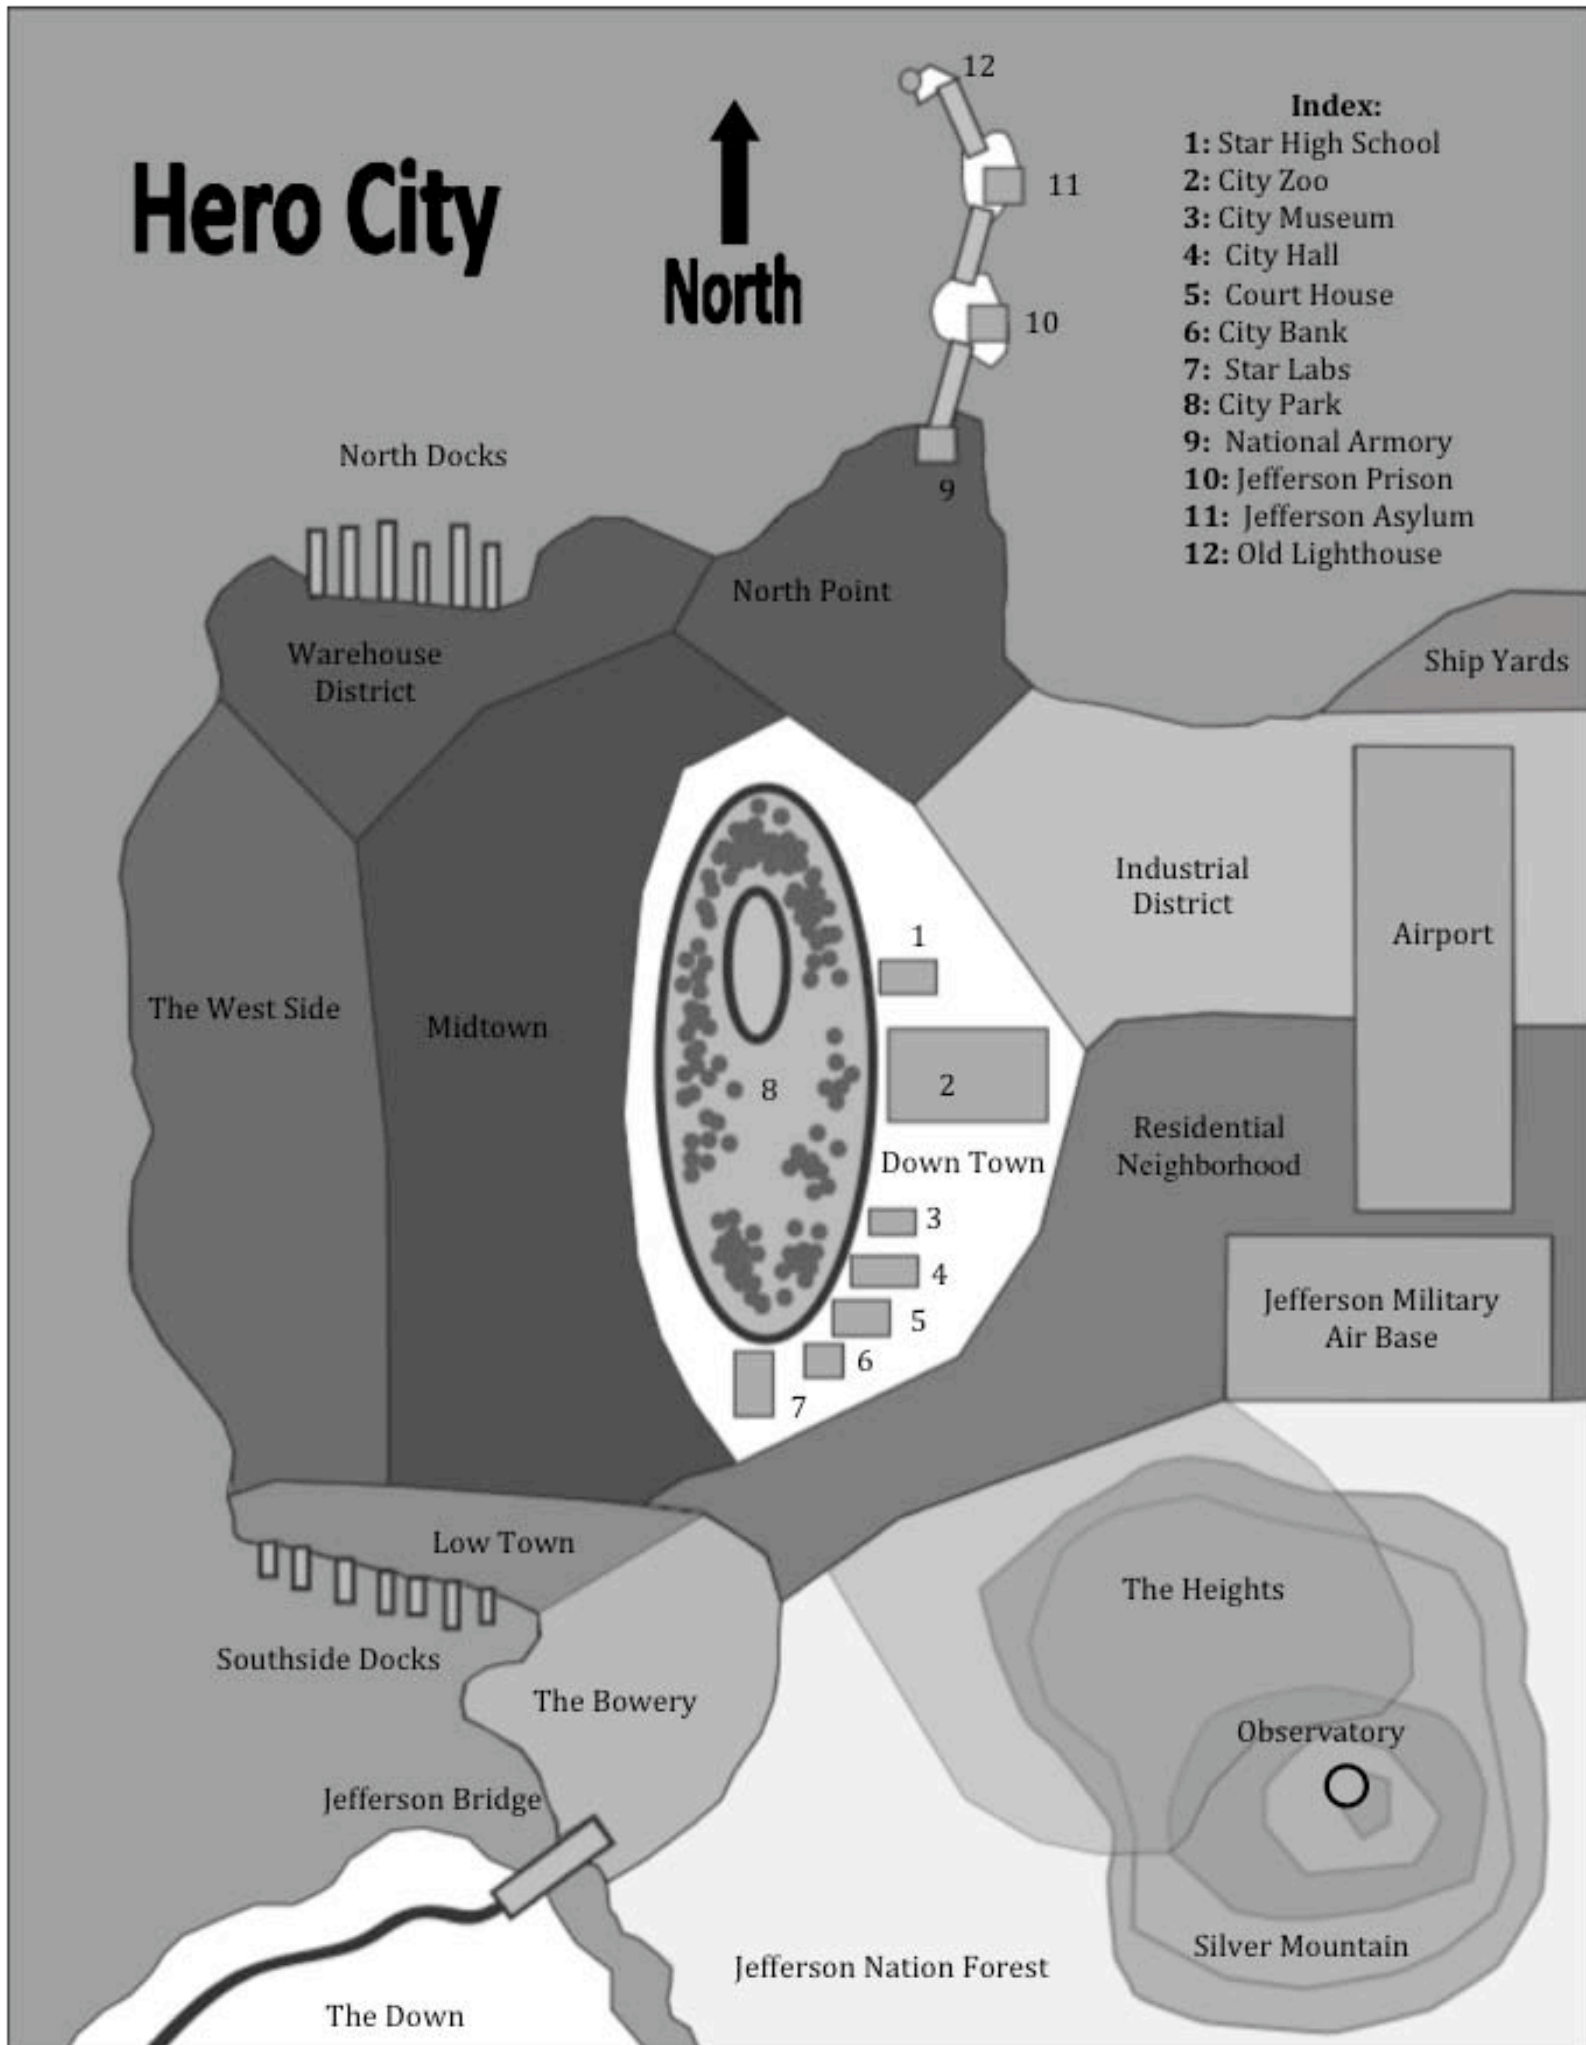 12
Index:
1: Star High School
2: City Zoo
3: City Museum
4: City Hall
5: Court House
6: City Bank
7: Star Labs
8: City Park
9: National Armory
10: Jefferson Prison
11: Jefferson Asylum
12: Old Lighthouse
Hero City
11
North
10
North Docks
9
North Point
Warehouse
District
Ship Yards
Industrial
District
Airport
1
The West Side
Midtown
8
2
Down Town
Residential
Neighborhood
3
4
5
6
7
Jefferson Military
Air Base
Low Town
The Heights
Southside Docks
The Bowery
Observatory
Jefferson Bridge
Silver Mountain
Jefferson Nation Forest
The Down